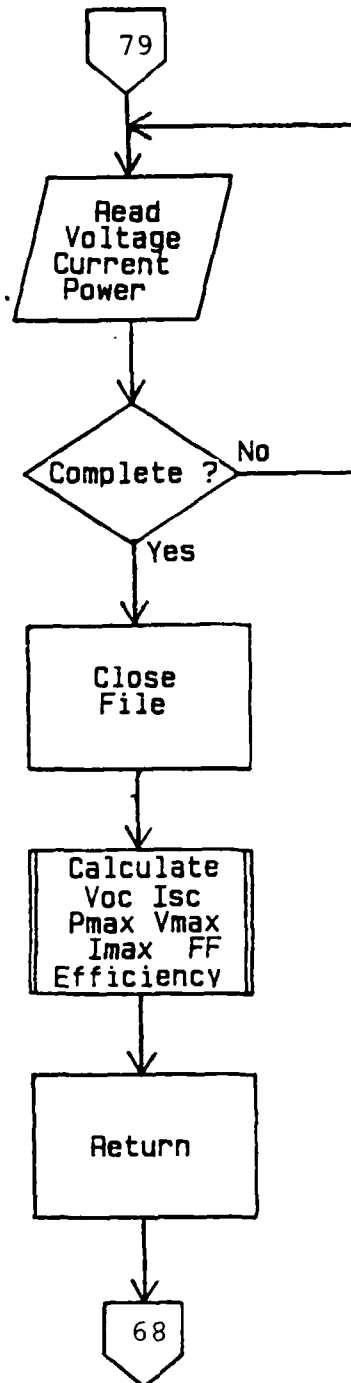 79
Read
Voltage
Current
Power
Complete ?
No
Yes
Close
File
Calculate
Voc Isc
Pmax Vmax
Imax FF
Efficiency
Return
68